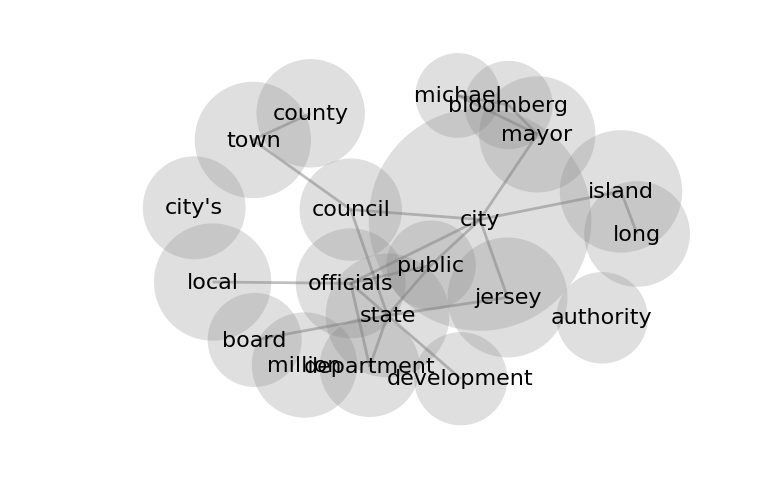 michael
bloomberg
county
mayor
town
island
city's
council
city
long
public
local
officials
jersey
state
authority
board
million
department
development